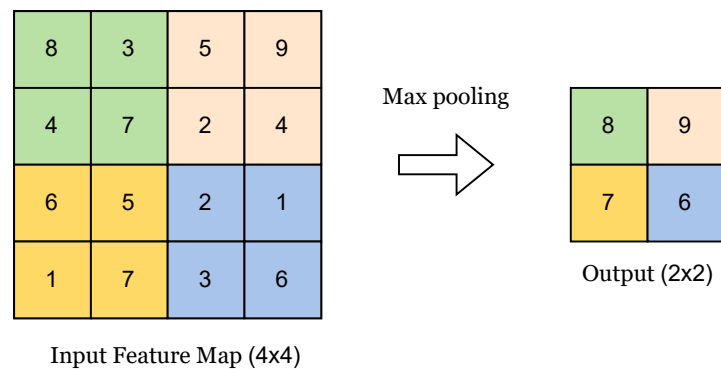 8 3 5 9
4 7 2 4
6 5 2 1
1 7 3 6
Input Feature Map (4x4)
Max pooling
8 9
7 6
Output (2x2)